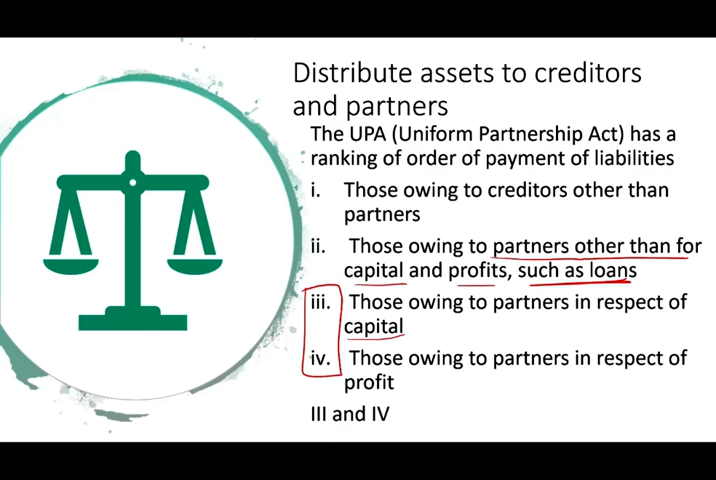 Distribute assets to creditors
and partners
The UPA (Uniform Partnership Act) has a
ranking of order of payment of liabilities
i. Those owing to creditors other than
partners
ii. Those owing to partners other than for
capital and profits, such as loans
iii. Those owing to partners in respect of
capital
iv. Those owing to partners in respect of
profit
III and IV